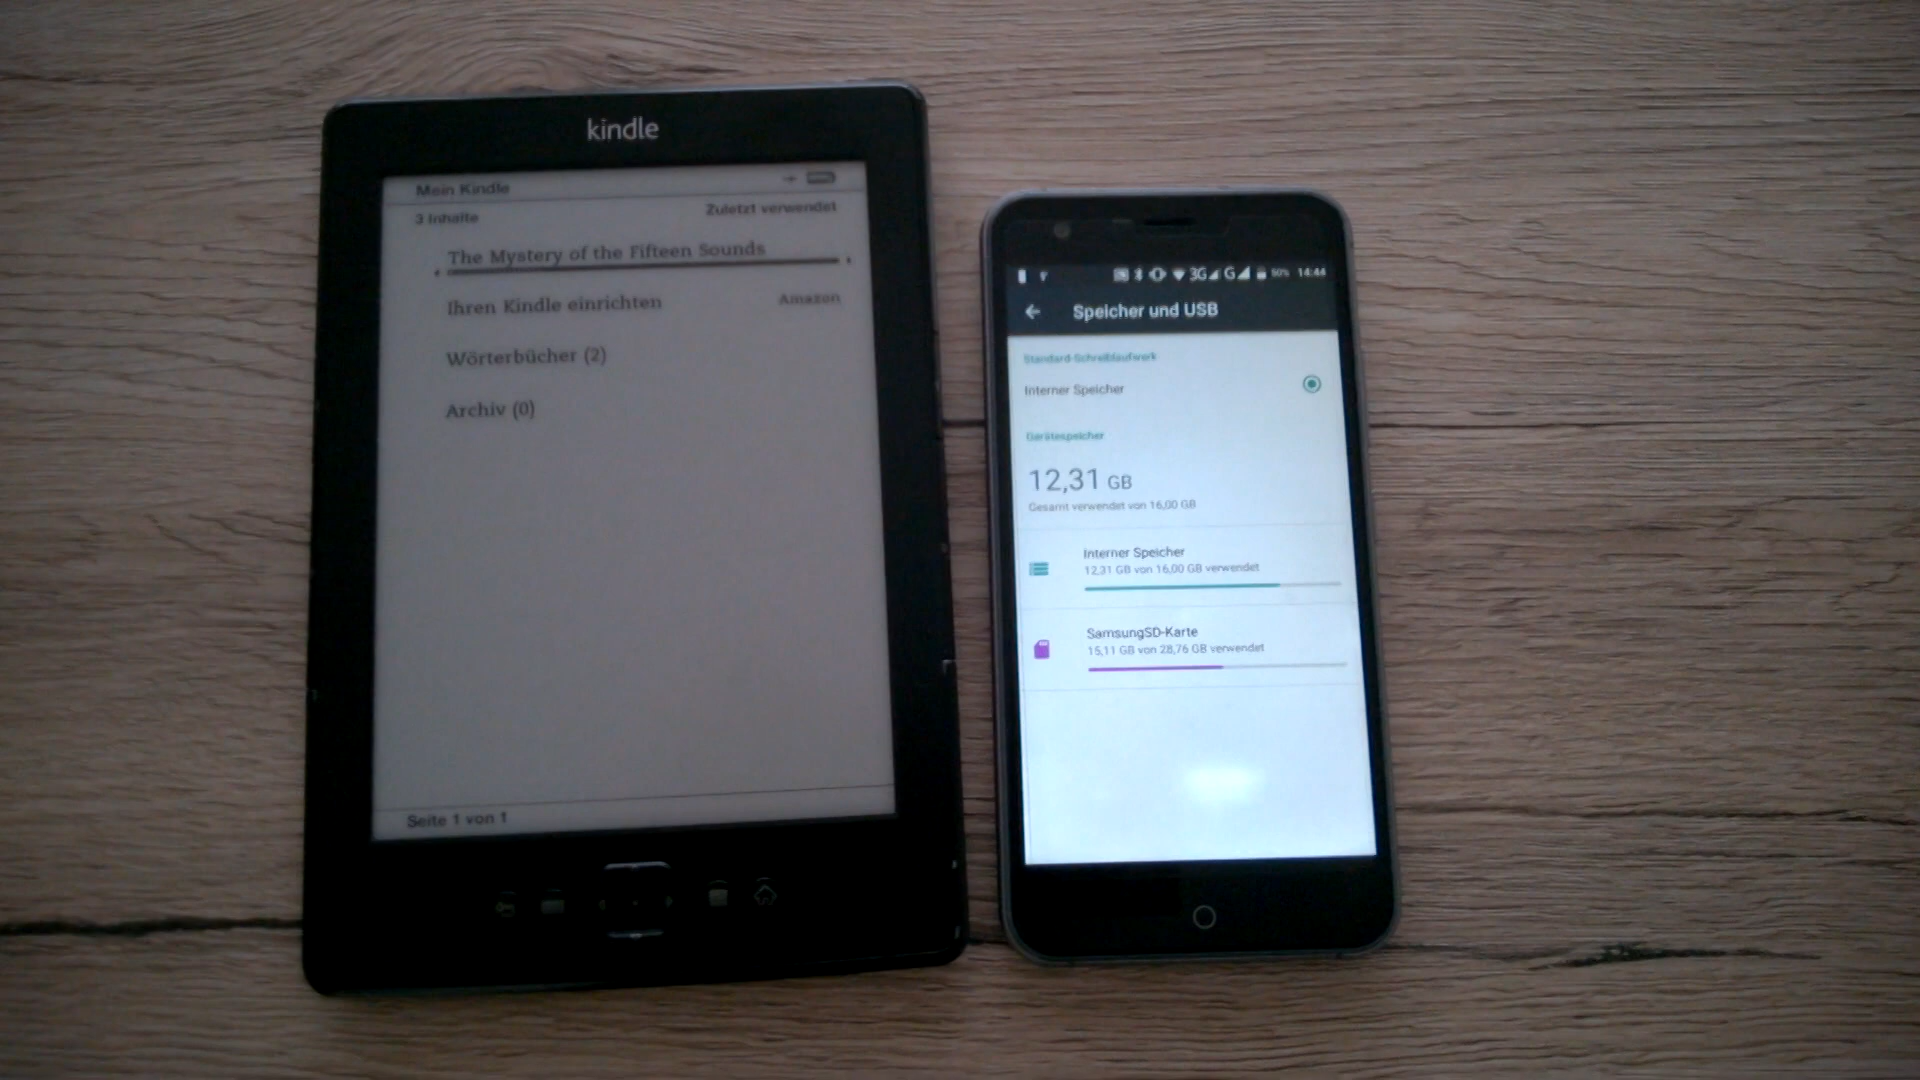 kindle
Mein Kindle
3 Inhalte
Zuletzt verwendet
The Mystery of the Fifteen Sounds
Ihren Kindle einrichten Amazon
Wörterbücher (2)
Archiv (0)
Seite 1 von 1
3G G 50% 14:44
Speicher und USB
Standard-Schreiblaufwerk
Interner Speicher
Gerätespeicher
12,31 GB
Gesamt verwendet von 16,00 GB
Interner Speicher
12,31 GB von 16,00 GB verwendet
SamsungSD-Karte
15,11 GB von 28,76 GB verwendet